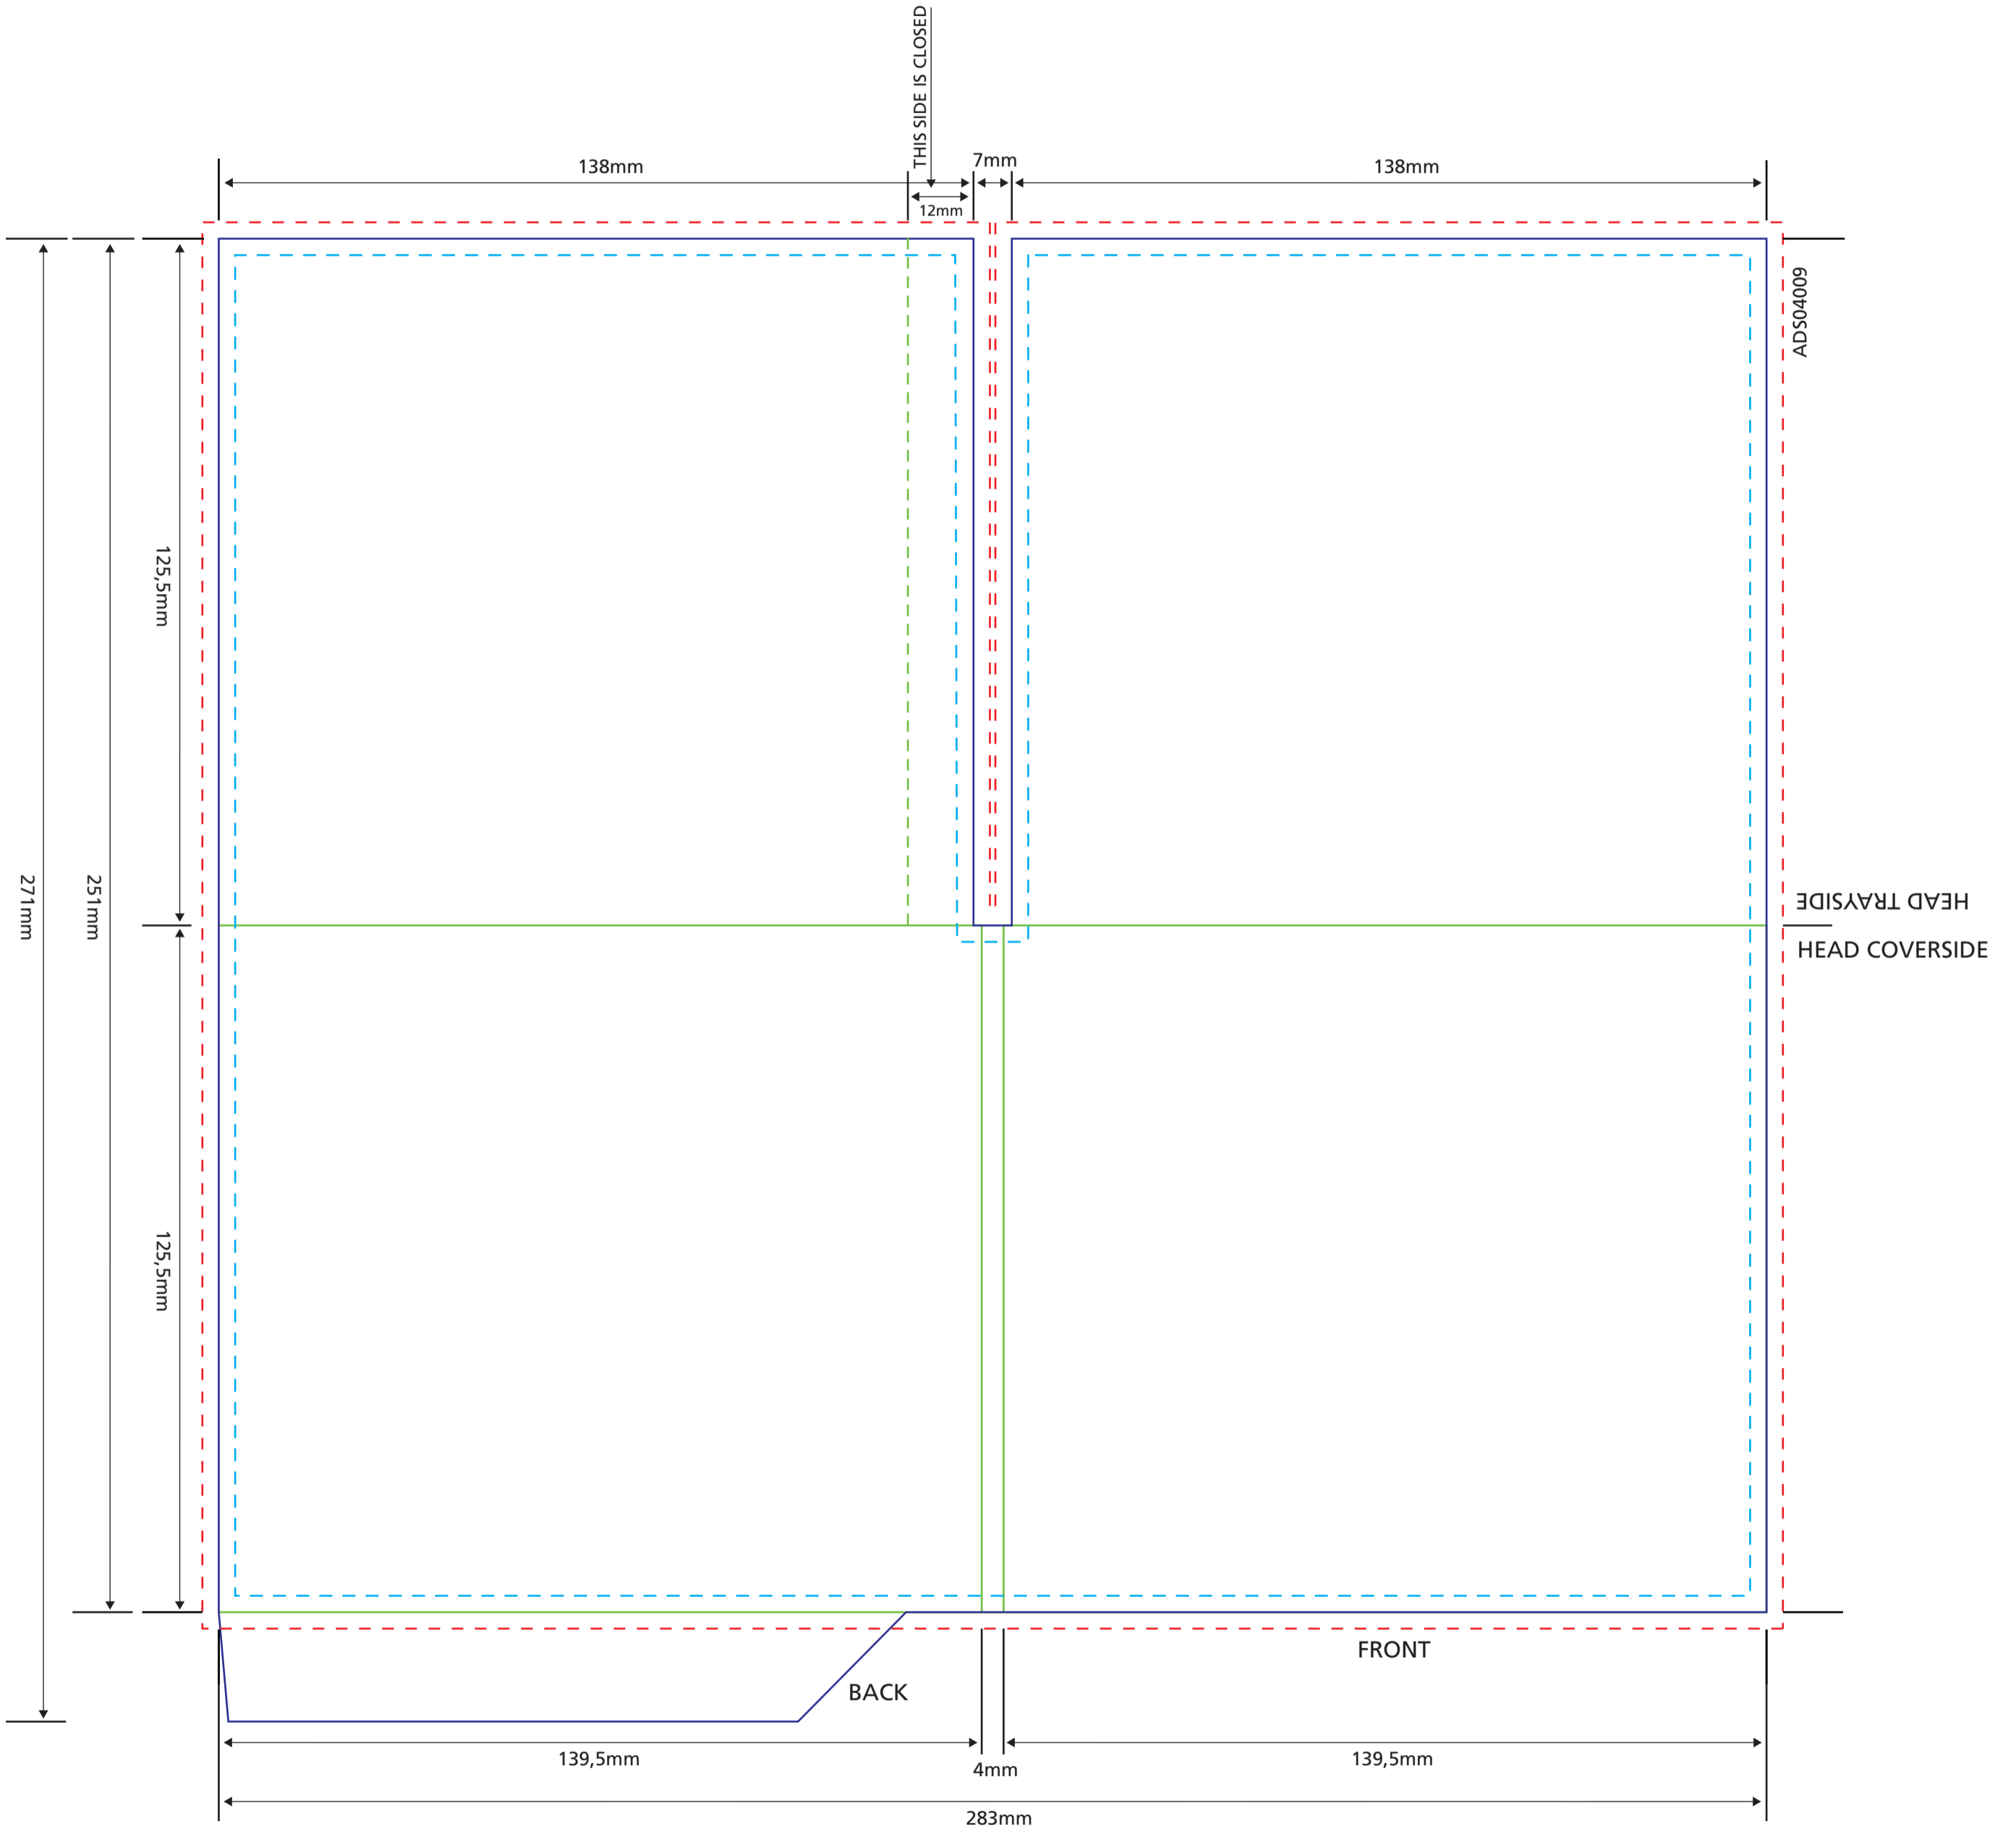 THIS SIDE IS CLOSED
138mm
7mm
138mm
12mm
ADS04009
125,5mm
271mm
251mm
HEAD TRAYSIDE
HEAD COVERSIDE
125,5mm
FRONT
BACK
139,5mm
139,5mm
4mm
283mm